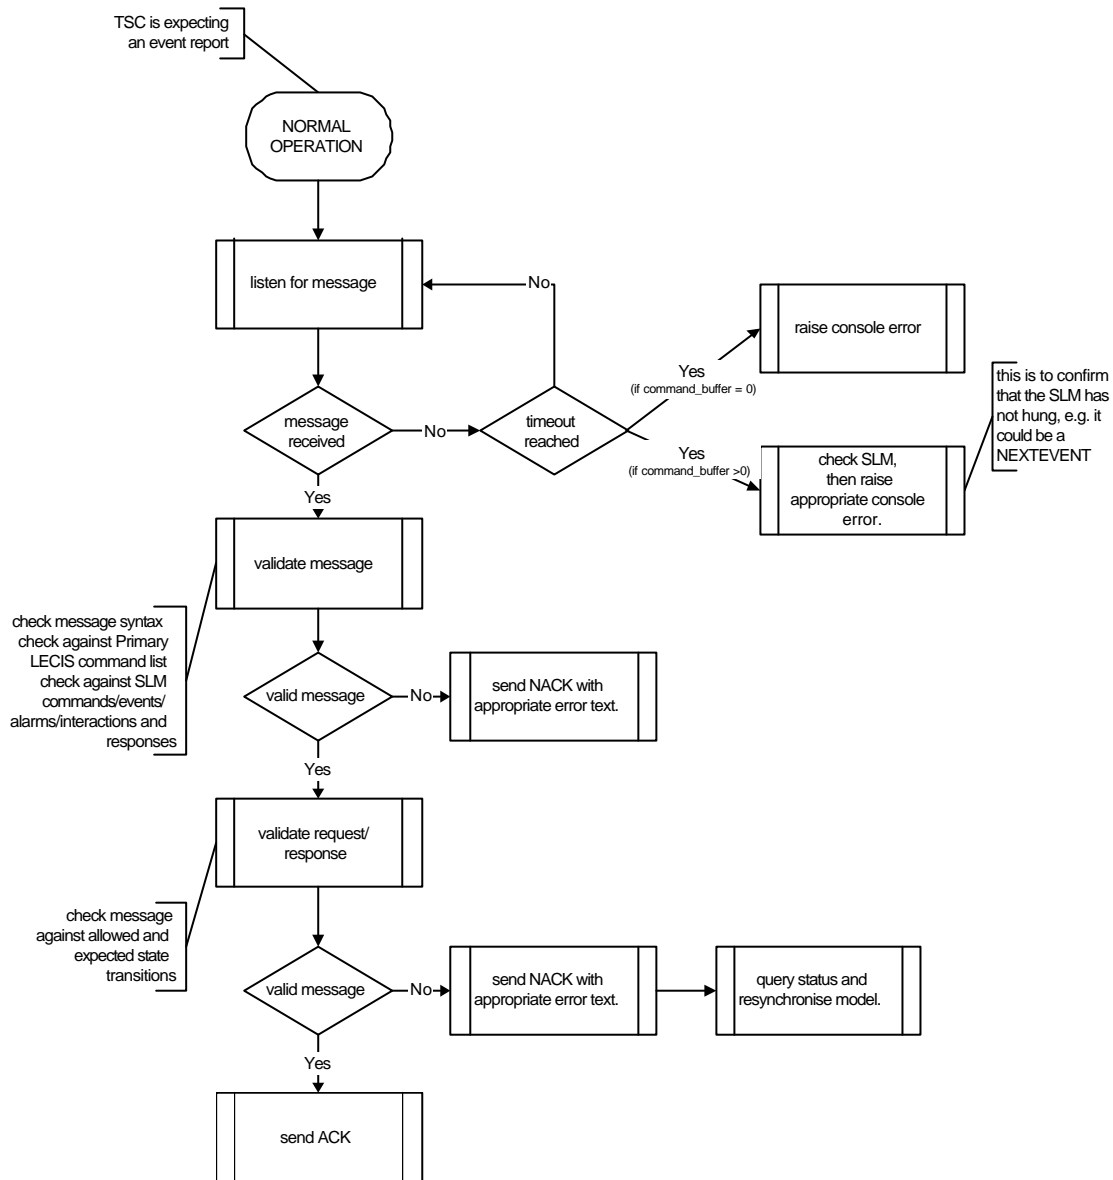 TSC is expecting
an event report
NORMAL
OPERATION
listen for message
No
raise console error
Yes
(if command_buffer = 0)
this is to confirm
that the SLM has
not hung, e.g. it
could be a
NEXTEVENT
message
received
No
timeout
reached
Yes
(if command_buffer >0)
check SLM,
then raise
appropriate console
error.
Yes
validate message
check message syntax
check against Primary
LECIS command list
check against SLM
commands/events/
alarms/interactions and
responses
valid message
No
send NACK with
appropriate error text.
Yes
validate request/
response
check message
against allowed and
expected state
transitions
valid message
No
send NACK with
appropriate error text.
query status and
resynchronise model.
Yes
send ACK